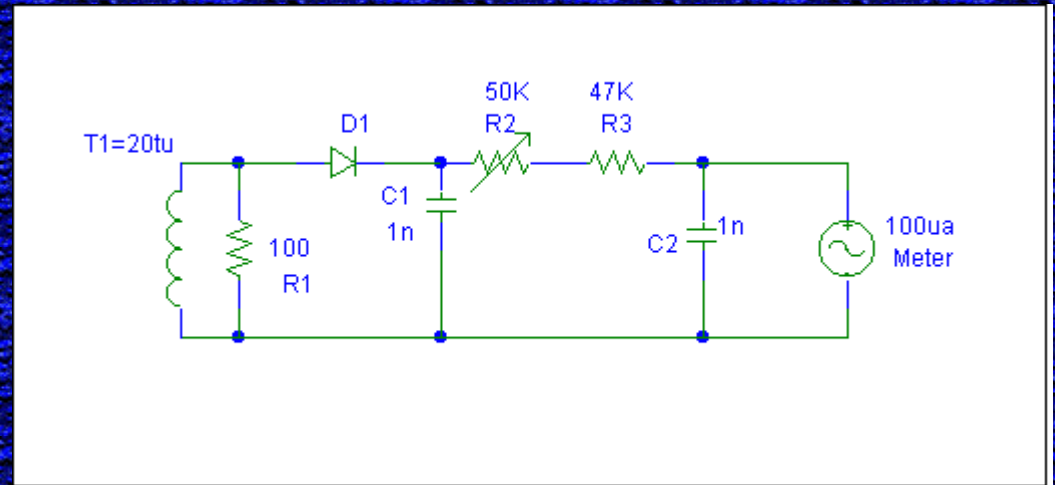 50K
47K
R2
R3
D1
T1=20tu
C1
1n
100
R1
1n
C2
100ua
Meter